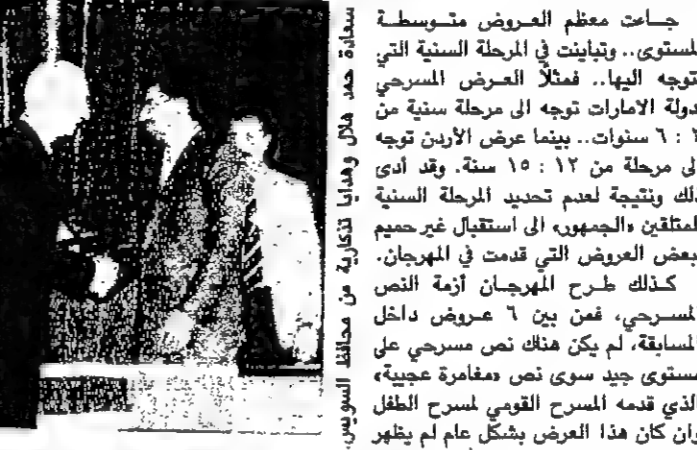 جاءت معظم العروض متوسطة
المستوى.. وتباينت في المرحلة السنية التي
توجه اليها.. فمثلاً العرض المسرحي
لدولة الامارات توجه الى مرحلة سنية من
: ٦ سنوات.. بينما عرض الأردن توجه
الى مرحلة من ١٢ : ١٥ سنة. وقد أدى
ذلك ونتيجة لعدم تحديد المرحلة السنية
للمتلقين «الجمهور» الى استقبال غير حميم
لبعض العروض التي قدمت في المهرجان.
كذلك طرح المهرجان أزمة النص
المسرحي، فمن بين ٦ عروض داخل
المسابقة، لم يكن هناك نص مسرحي على
مستوى جيد سوى نص «مغامرة عجيبة»
الذي قدمه المسرح القومي لمسرح الطفل
وان كان هذا العرض بشكل عام لم يظهر
سعادة حمد هلال وهدايا تذكارية من محافظ السويس.